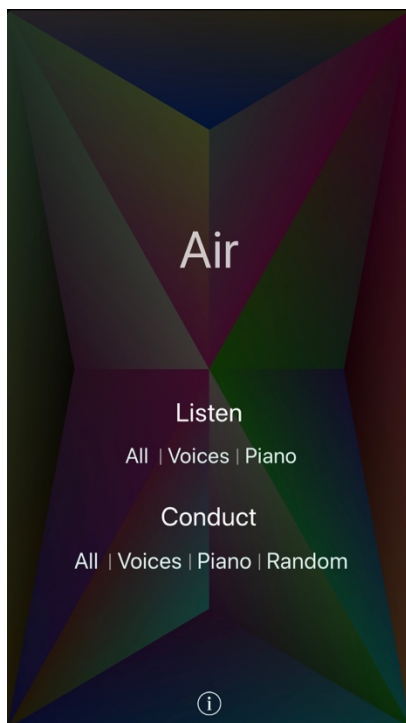 Air
Listen
All | Voices | Piano
Conduct
All | Voices | Piano | Random
i